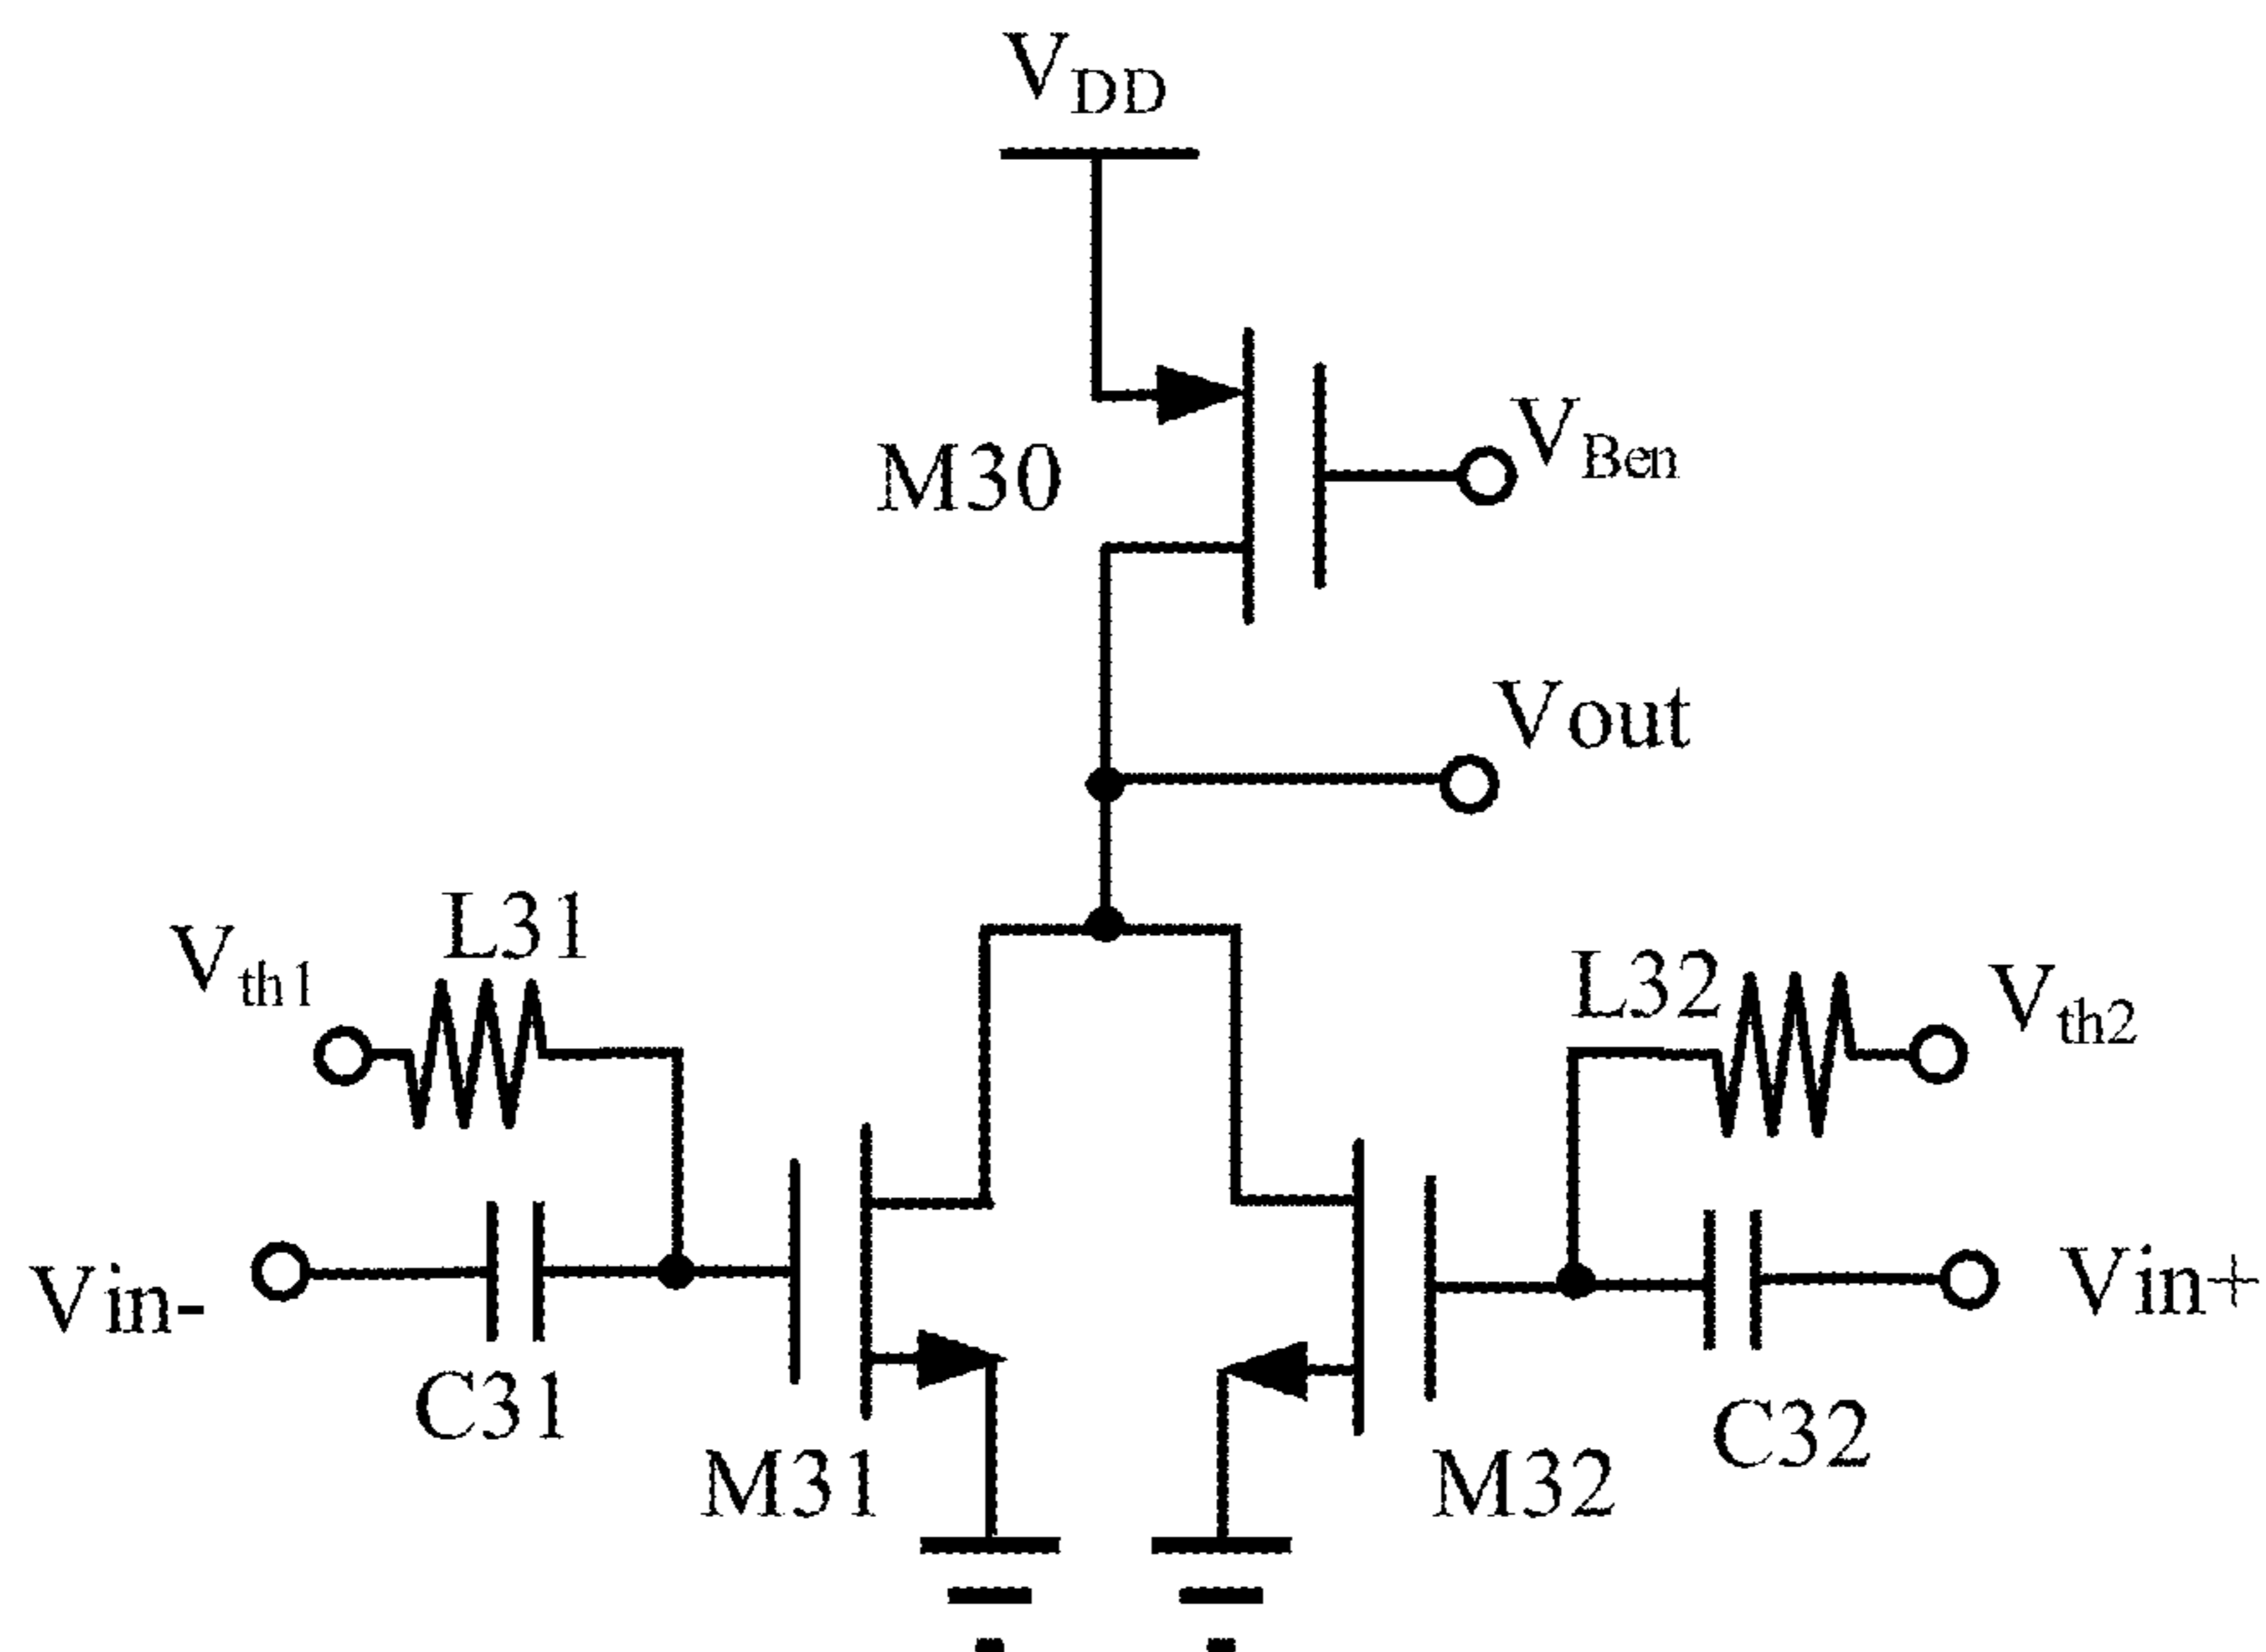 VDD
M30
VBen
Vout
L31
Vth1
L32
Vth2
Vin-
Vin+
C31
C32
M31
M32